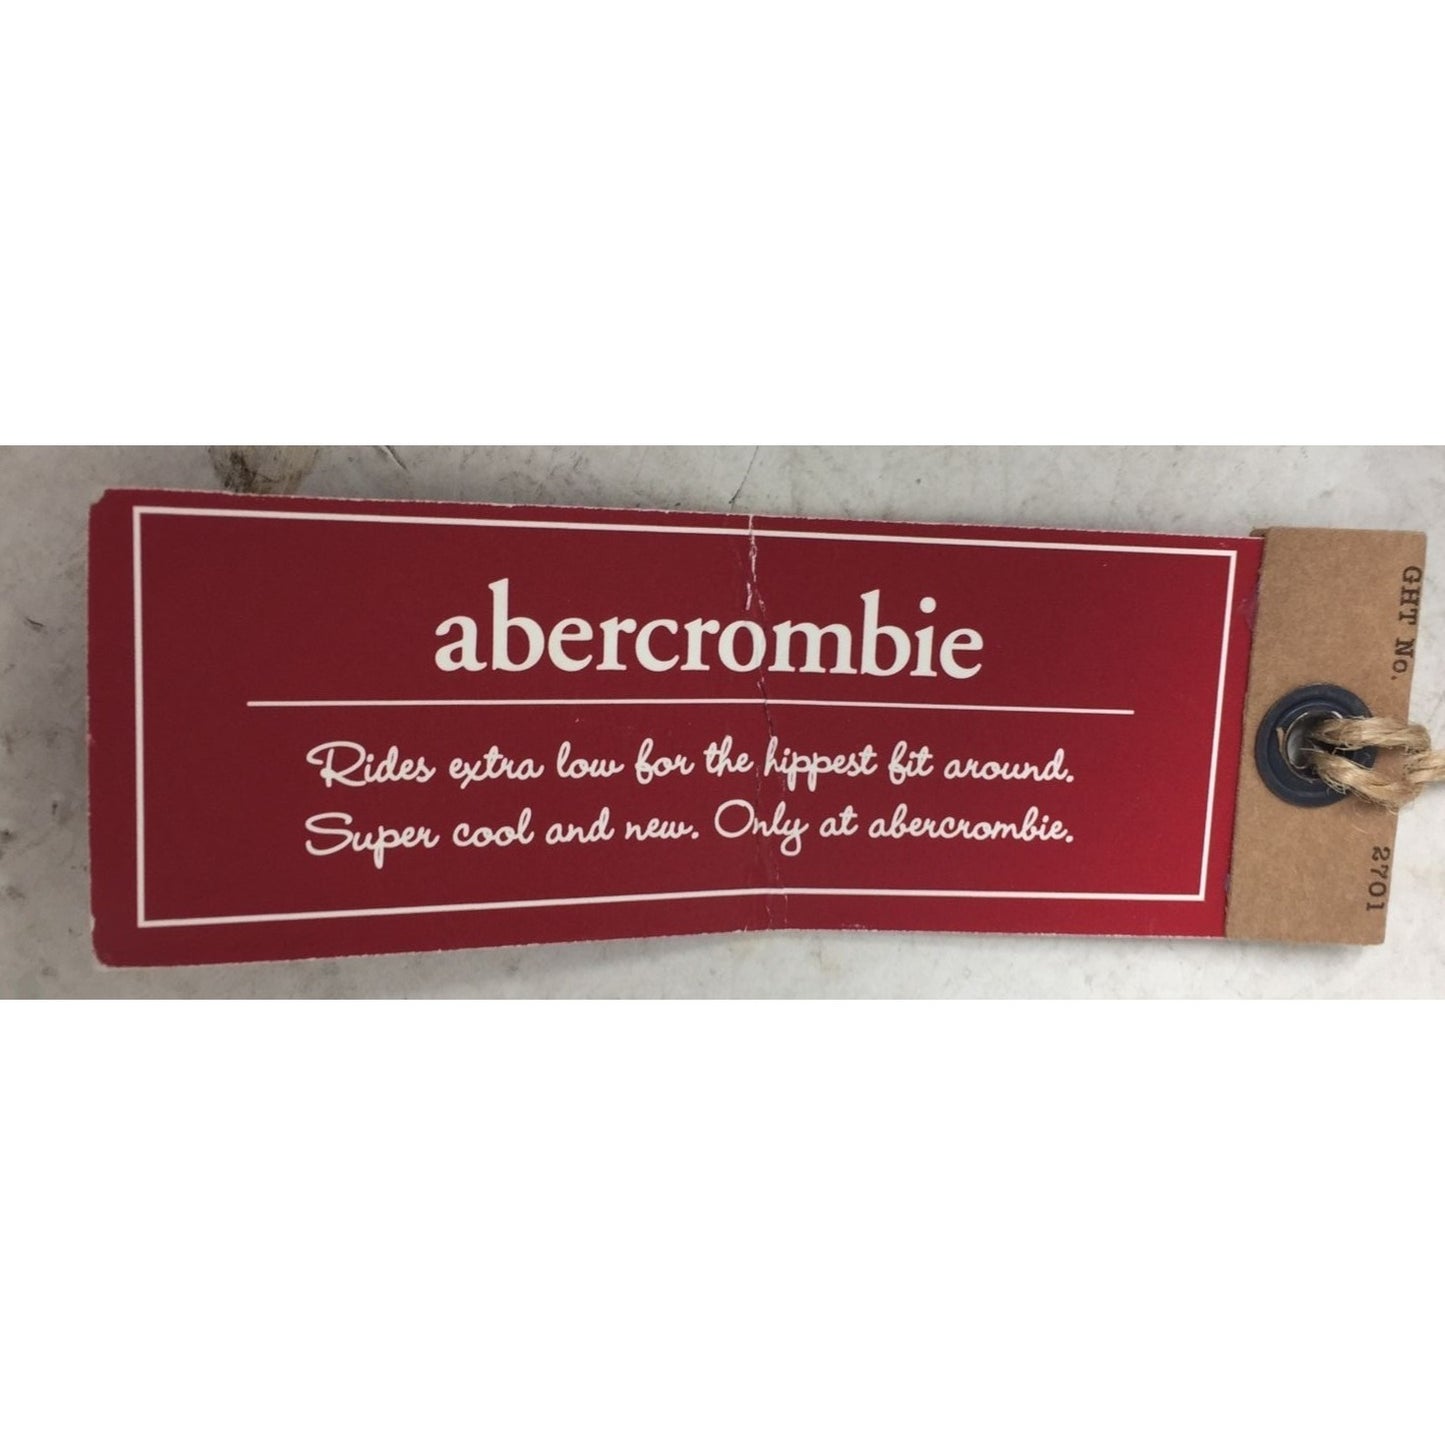 abercrombie
Rides extra low for the hippest fit around.
Super cool and new. Only at abercrombie.
GHT No.
2701